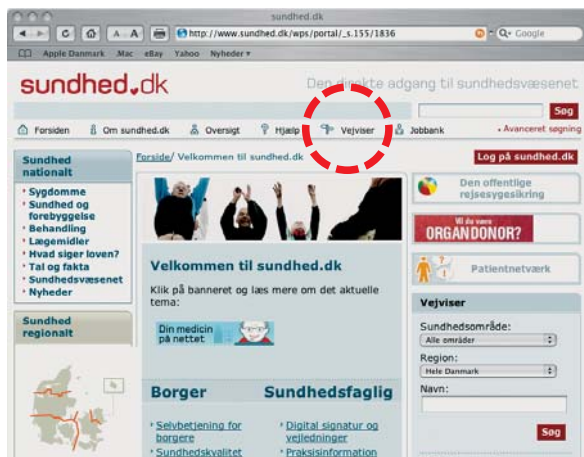 sundhed.dk
http://www.sundhed.dk/wps/portal/_s.155/1836
Google
Apple Danmark Mac eBay Yahoo Nyheder
sundhed.dk
Den direkte adgang til sundhedsvæsenet
Søg
Forsiden Om sundhed.dk Oversigt Hjælp Vejviser Jobbank
Avanceret søgning
Sundhed
nationalt
Sygdomme
Sundhed og
forebyggelse
Behandling
Lægemidler
Hvad siger loven?
Tal og fakta
Sundhedsvæsenet
Nyheder
Sundhed
regionalt
Forside/ Velkommen til sundhed.dk
Velkommen til sundhed.dk
Klik på banneret og læs mere om det aktuelle
tema:
Din medicin
på nettet
Borger
Selvbetjening for
borgere
Sundhedskvalitet
Sundhedsfaglig
Digital signatur og
vejledninger
Praksisinformation
Log på sundhed.dk
Den offentlige
rejsesygesikring
Vil du være
ORGANDONOR?
Patientnetværk
Vejviser
Sundhedsområde:
Alle områder
Region:
Hele Danmark
Navn:
Søg